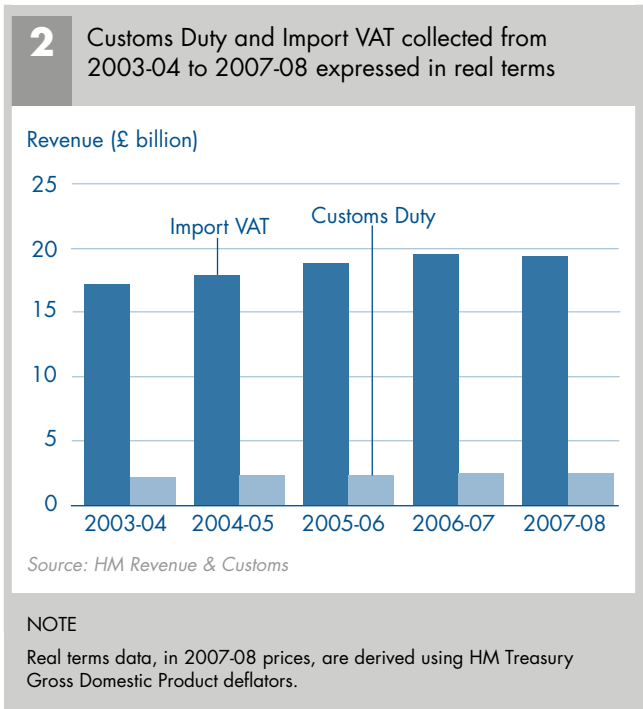 2
Customs Duty and Import VAT collected from
2003-04 to 2007-08 expressed in real terms
Revenue (£ billion)
25
20
15
10
5
0
Import VAT
Customs Duty
2003-04 2004-05 2005-06 2006-07 2007-08
Source: HM Revenue & Customs
NOTE
Real terms data, in 2007-08 prices, are derived using HM Treasury
Gross Domestic Product deflators.